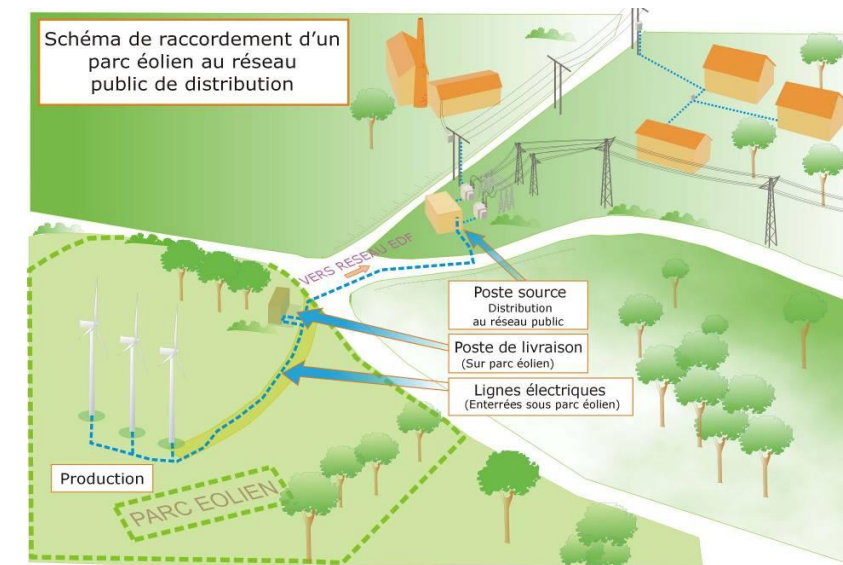 Schéma de raccordement d'un
parc éolien au réseau
public de distribution
VERS RESEAU EDF
Poste source
Distribution
au réseau public
Poste de livraison
(Sur parc éolien)
Lignes électriques
(Enterrées sous parc éolien)
Production
PARC EOLIEN